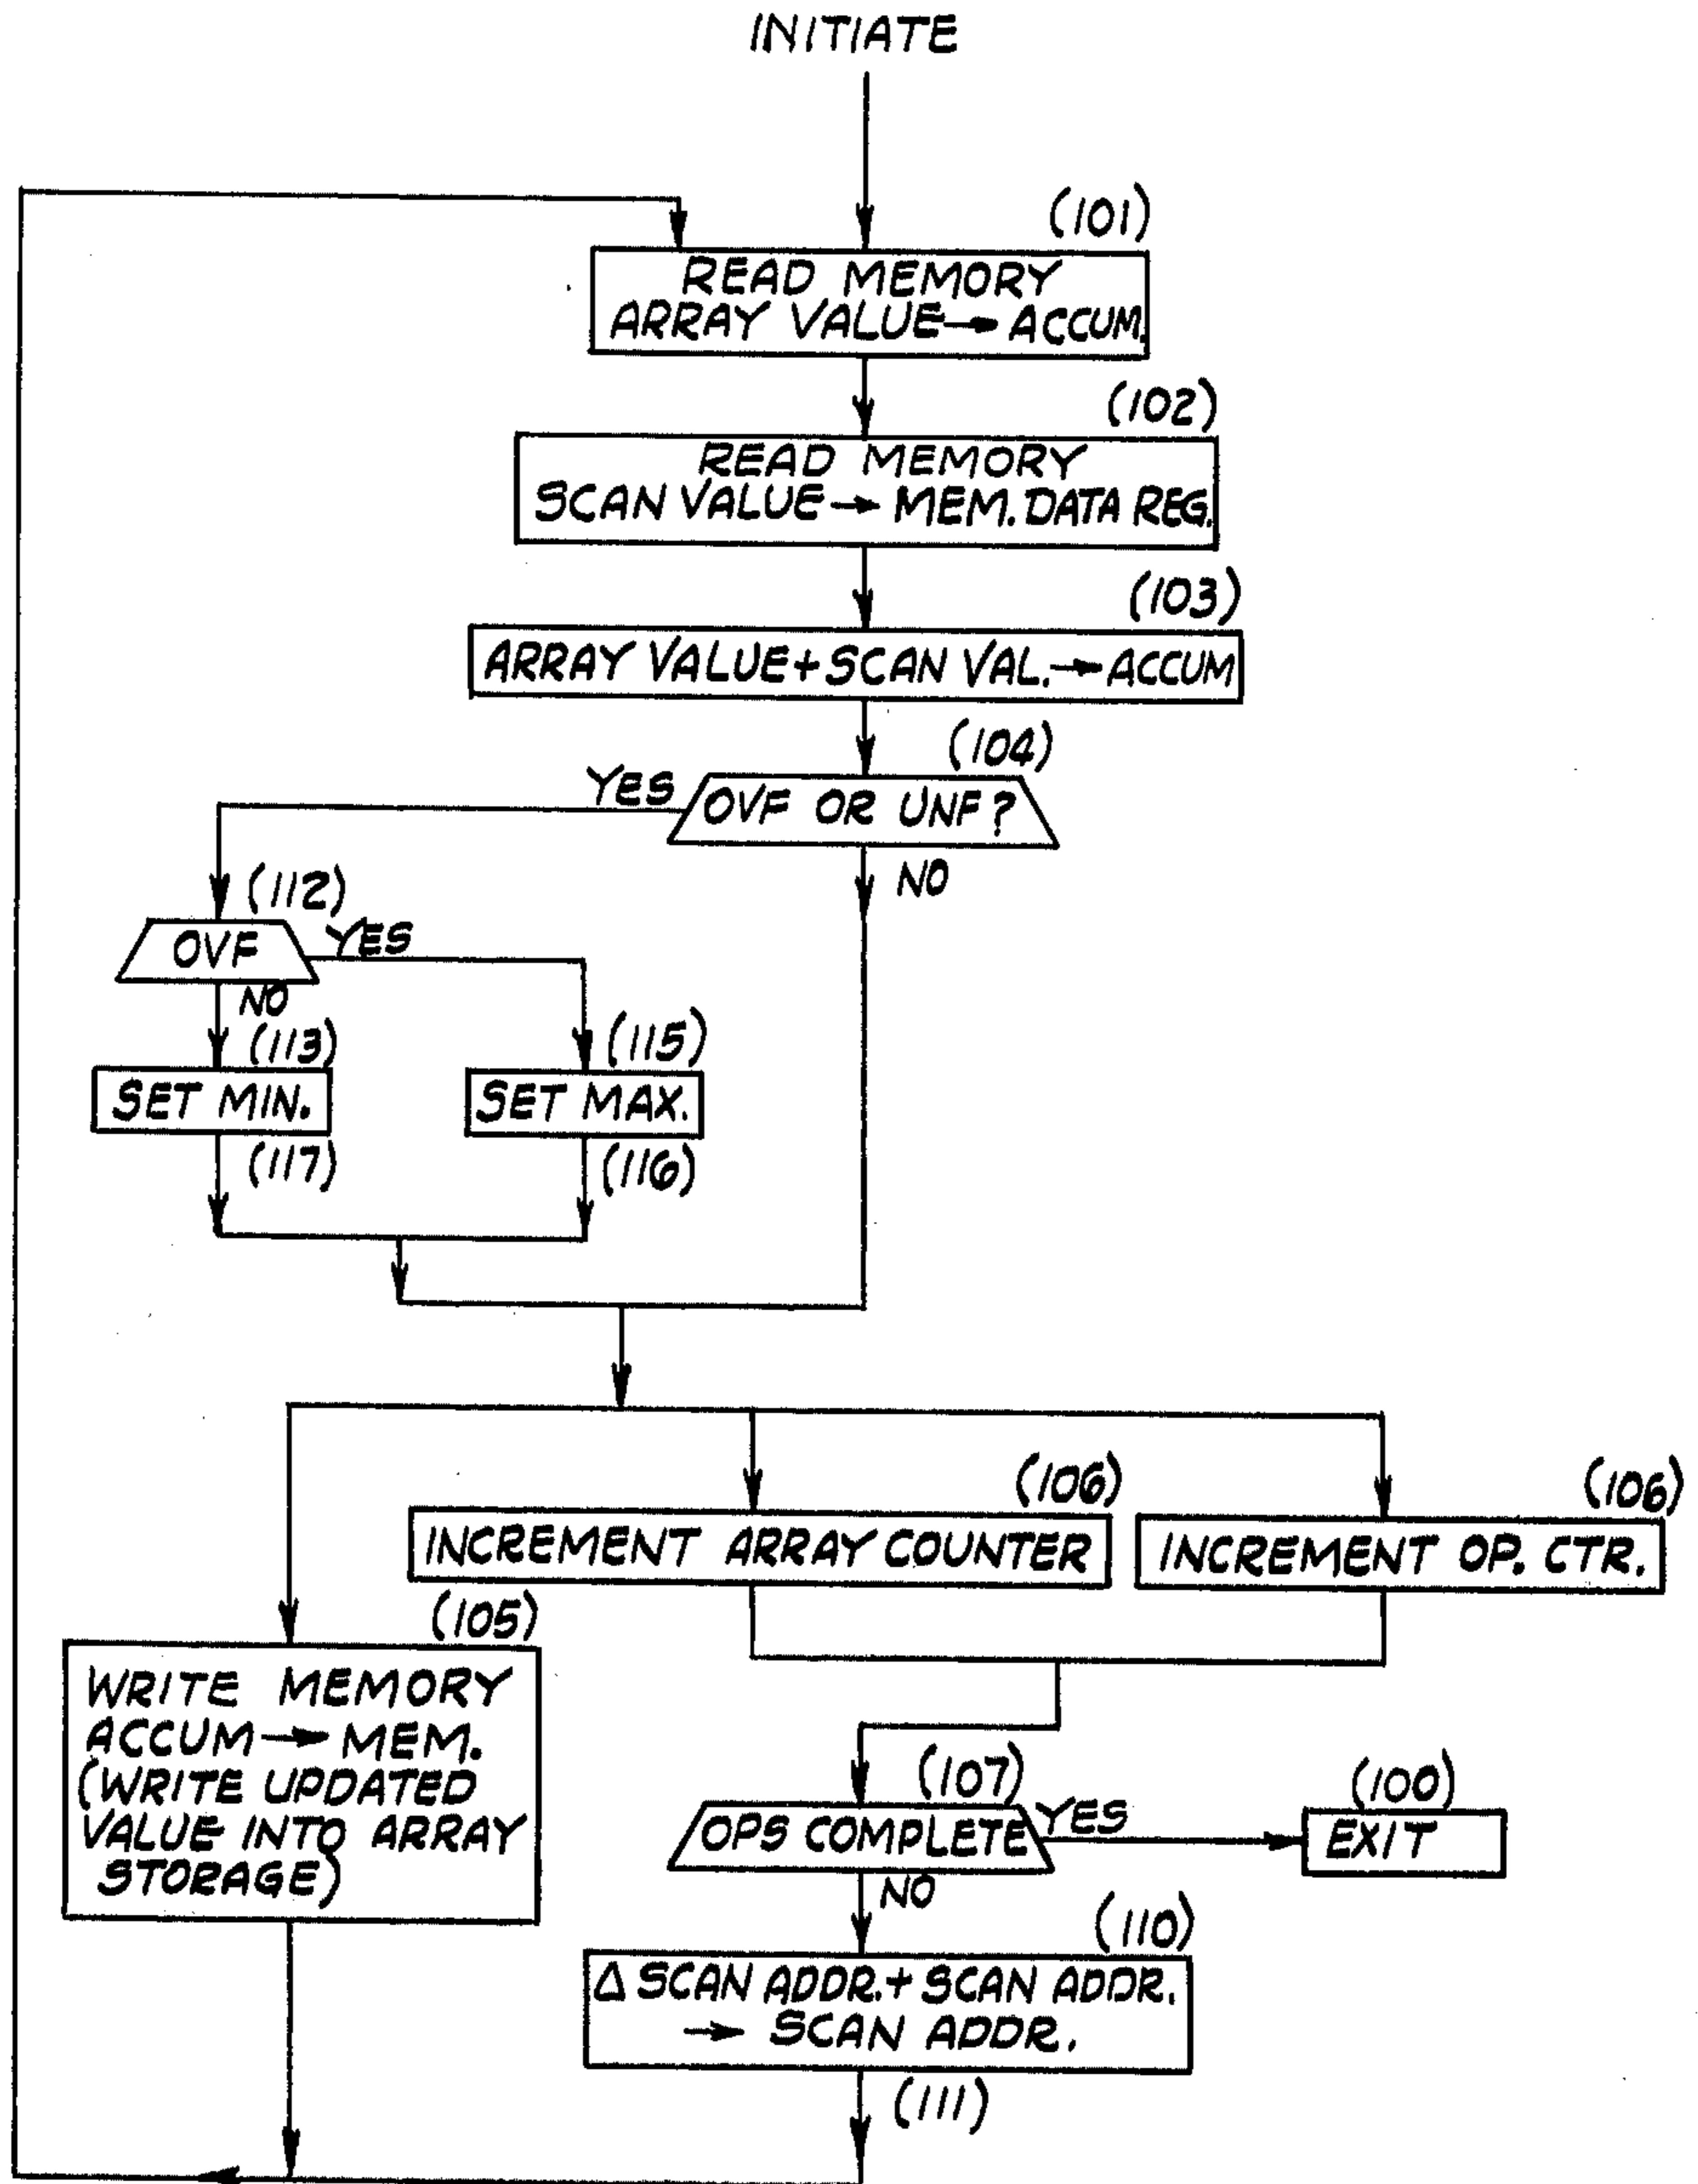 INITIATE
(101)
READ MEMORY
ARRAY VALUE → ACCUM.
(102)
READ MEMORY
SCAN VALUE → MEM. DATA REG.
(103)
ARRAY VALUE + SCAN VAL. → ACCUM
(104)
YES
OVF OR UNF?
NO
(112)
OVF
YES
NO
(113)
SET MIN.
(117)
(115)
SET MAX.
(116)
(106)
INCREMENT ARRAY COUNTER
(106)
INCREMENT OP. CTR.
(105)
WRITE MEMORY
ACCUM → MEM.
(WRITE UPDATED
VALUE INTO ARRAY
STORAGE)
(107)
OPS COMPLETE
YES
(100)
EXIT
NO
(110)
Δ SCAN ADDR. + SCAN ADDR.
→ SCAN ADDR.
(111)